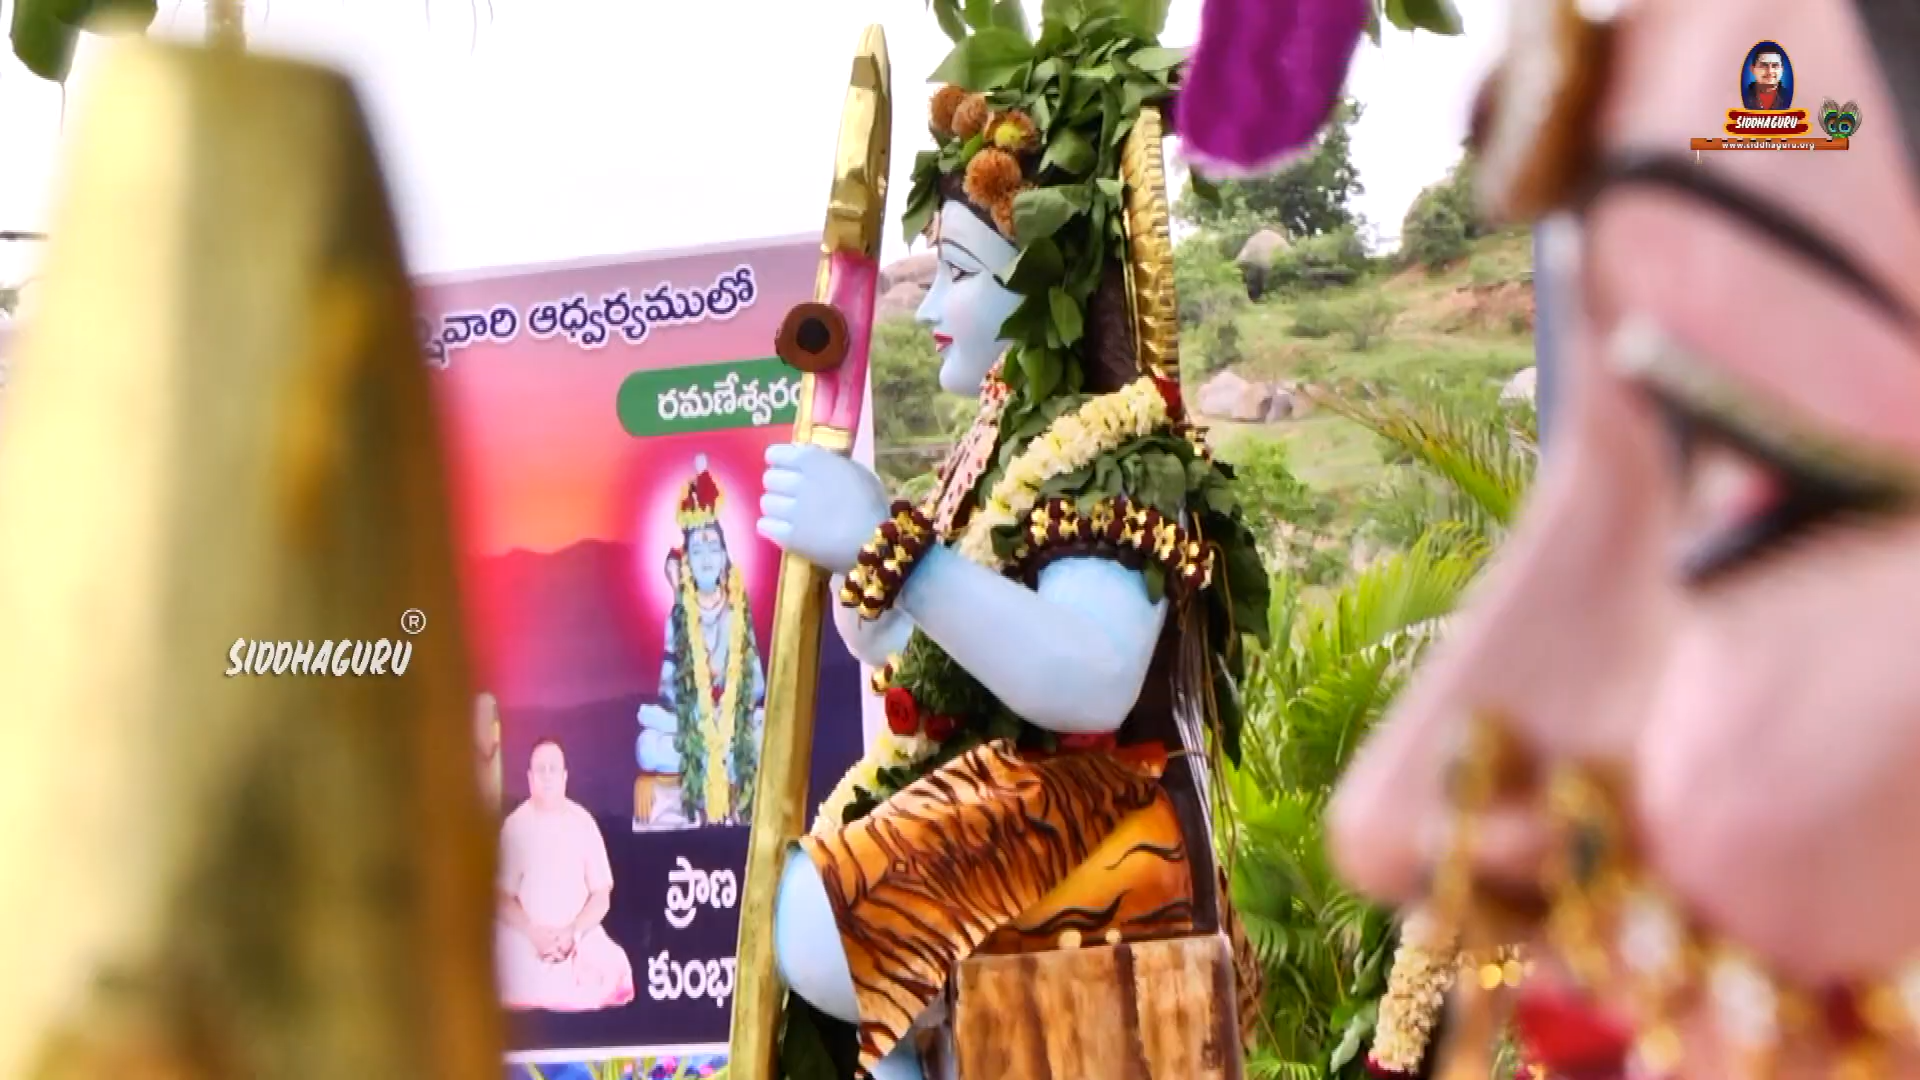 SIDDHAGURU
www.siddhaguru.org
వారి ఆధ్వర్యములో
రమణేశ్వరం
SIDDHAGURU®
ప్రాణ
కుంభా